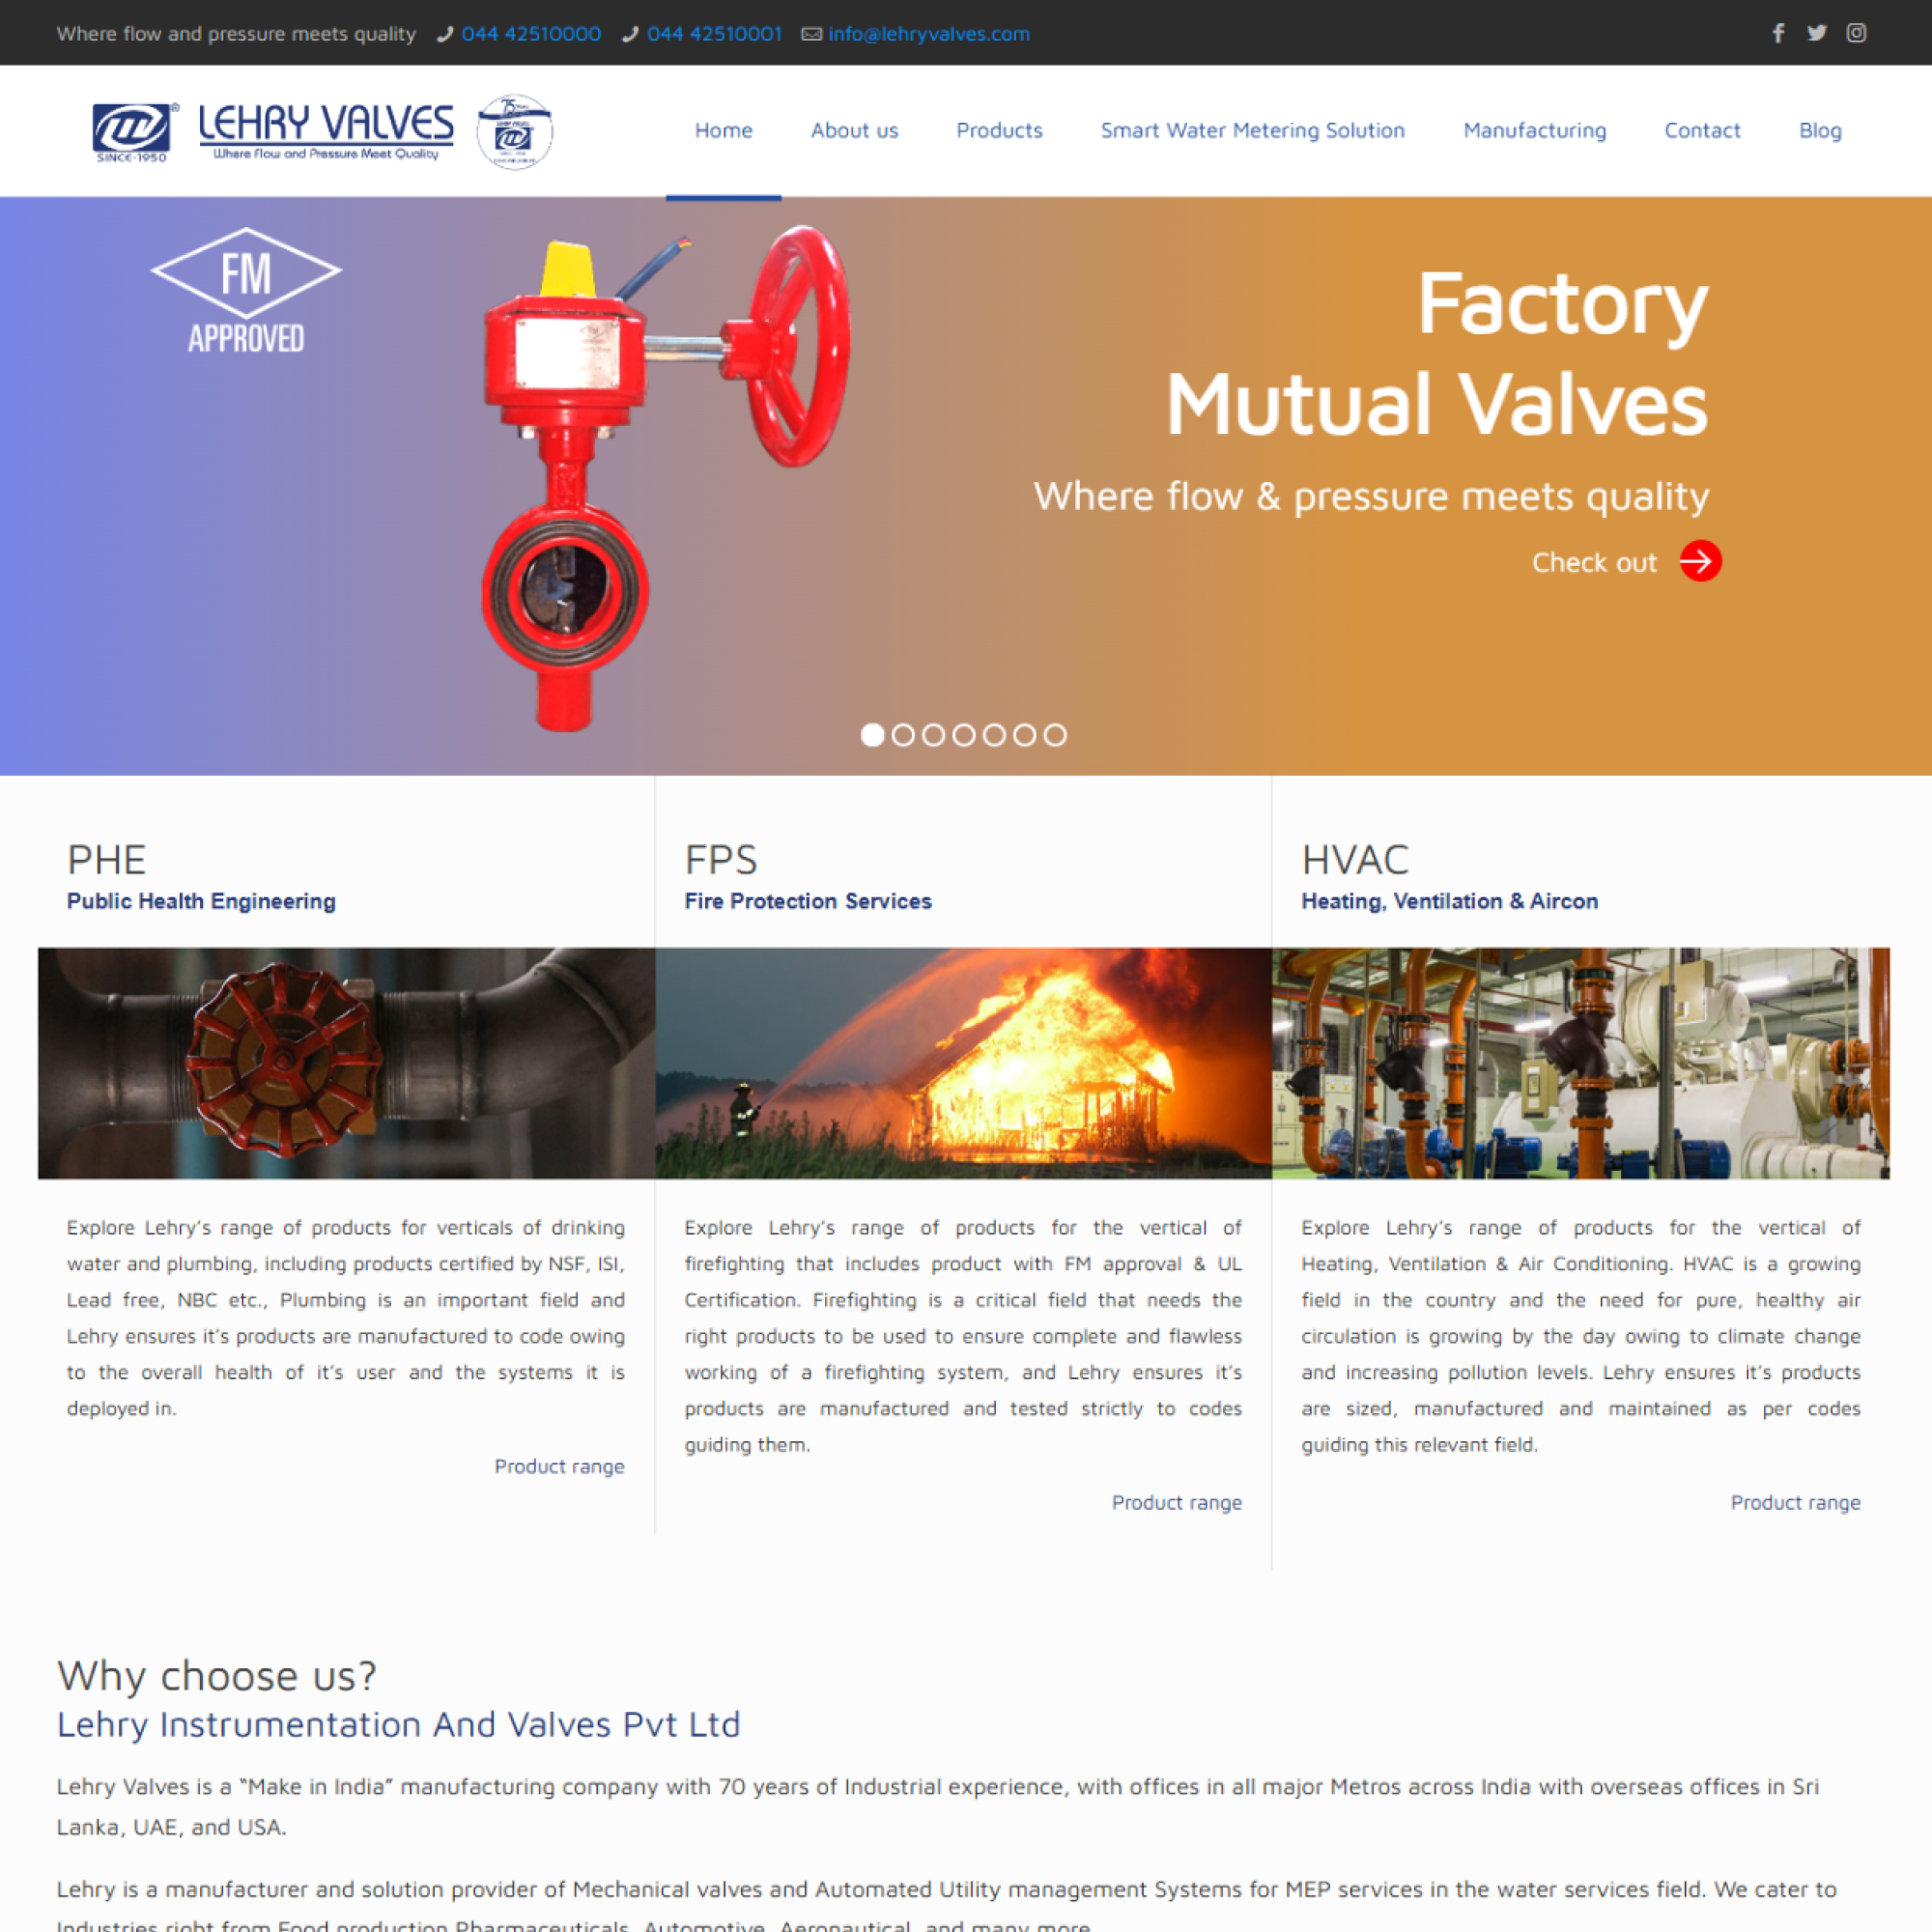 Where flow and pressure meets quality 044 42510000 044 42510001 info@lehryvalves.com
LEHRY VALVES
Where Flow and Pressure Meet Quality
SINCE-1950
75
Home About us Products Smart Water Metering Solution Manufacturing Contact Blog
FM
APPROVED
Factory
Mutual Valves
Where flow & pressure meets quality
Check out
PHE
Public Health Engineering
Explore Lehry's range of products for verticals of drinking
water and plumbing, including products certified by NSF, ISI,
Lead free, NBC etc., Plumbing is an important field and
Lehry ensures it's products are manufactured to code owing
to the overall health of it's user and the systems it is
deployed in.
Product range
FPS
Fire Protection Services
Explore Lehry's range of products for the vertical of
firefighting that includes product with FM approval & UL
Certification. Firefighting is a critical field that needs the
right products to be used to ensure complete and flawless
working of a firefighting system, and Lehry ensures it's
products are manufactured and tested strictly to codes
guiding them.
Product range
HVAC
Heating, Ventilation & Aircon
Explore Lehry's range of products for the vertical of
Heating, Ventilation & Air Conditioning. HVAC is a growing
field in the country and the need for pure, healthy air
circulation is growing by the day owing to climate change
and increasing pollution levels. Lehry ensures it's products
are sized, manufactured and maintained as per codes
guiding this relevant field.
Product range
Why choose us?
Lehry Instrumentation And Valves Pvt Ltd
Lehry Valves is a “Make in India” manufacturing company with 70 years of Industrial experience, with offices in all major Metros across India with overseas offices in Sri
Lanka, UAE, and USA.
Lehry is a manufacturer and solution provider of Mechanical valves and Automated Utility management Systems for MEP services in the water services field. We cater to
Industries right from Food production Pharmaceuticals, Automotive, Aeronautical, and many more